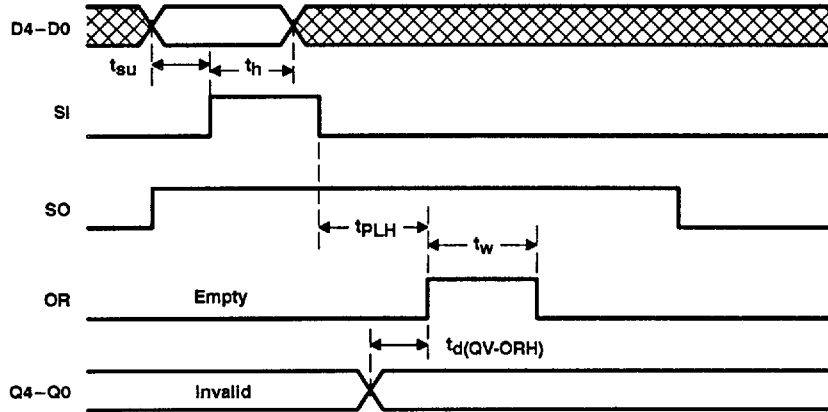 D4–D0
tsu
th
SI
SO
tPLH
tw
OR
Empty
td(QV-ORH)
Q4–Q0
Invalid